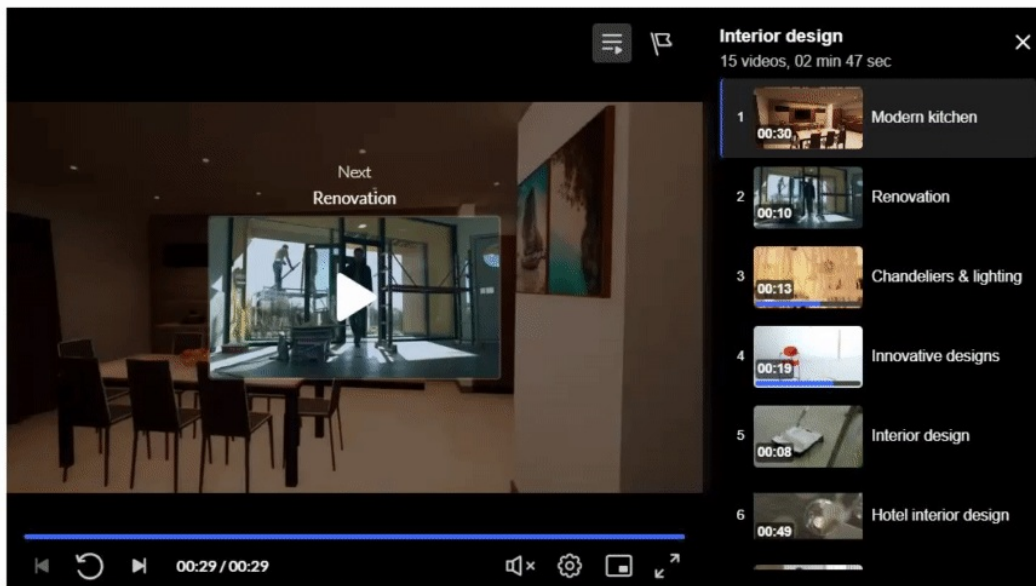 Interior design
15 videos, 02 min 47 sec
1
00:30
Modern kitchen
2
00:10
Renovation
3
00:13
Chandeliers & lighting
4
00:19
Innovative designs
5
00:08
Interior design
6
00:49
Hotel interior design
Next
Renovation
00:29 / 00:29